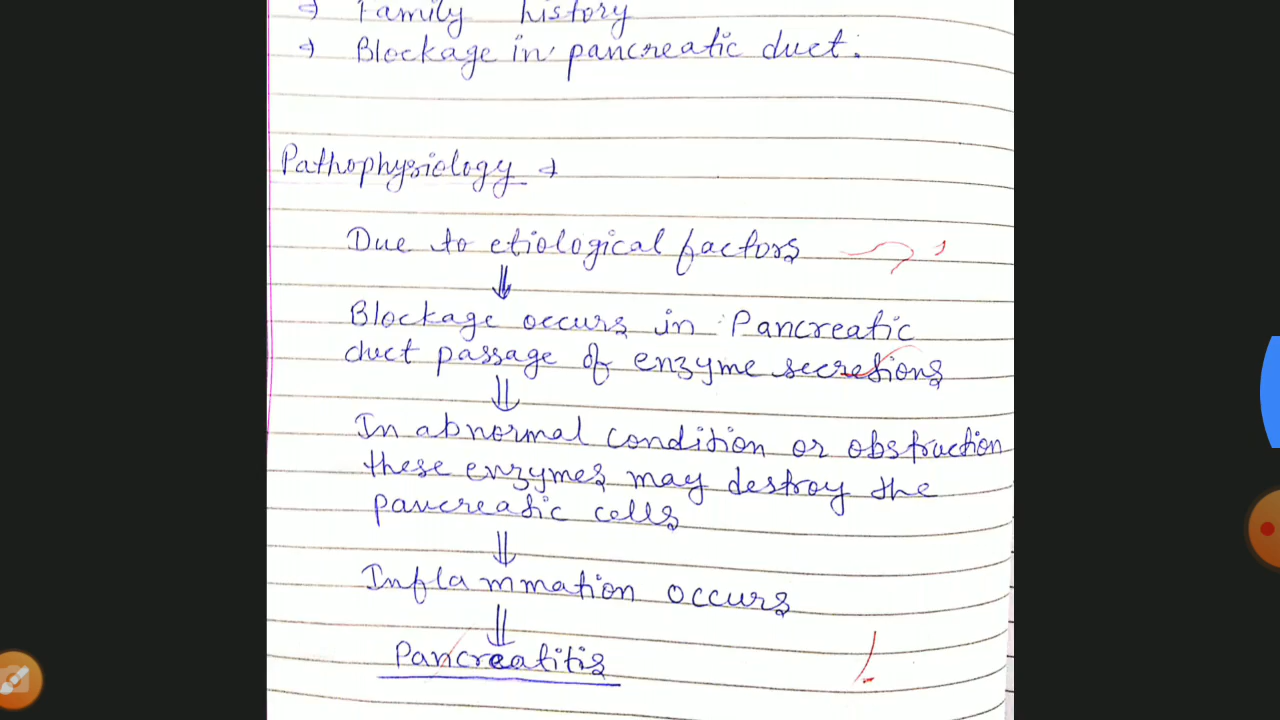 → Family history
→ Blockage in pancreatic duct.
Pathophysiology →
Due to etiological factors
⇓
Blockage occurs in Pancreatic
duct passage of enzyme secretions
⇓
In abnormal condition or obstruction
these enzymes may destroy the
pancreatic cells
⇓
Inflammation occurs
⇓
Pancreatitis